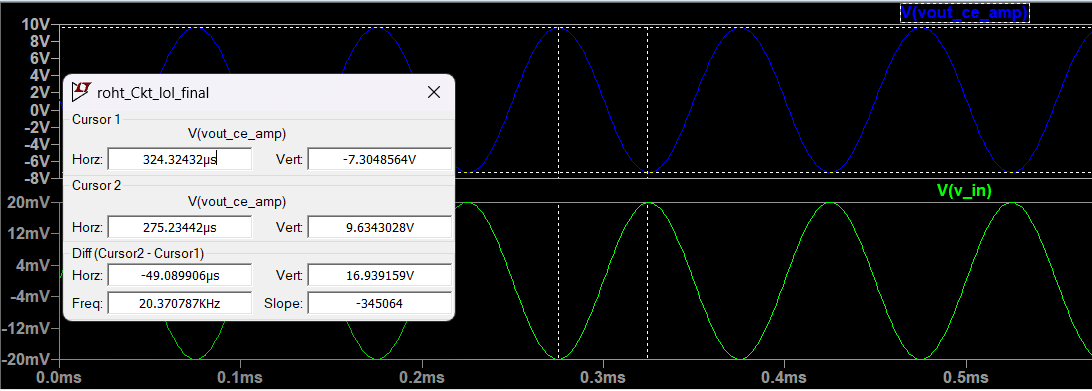 V(vout_ce_amp)
10V
8V
6V
4V
2V
0V
-2V
-4V
-6V
-8V
roht_Ckt_lol_final
Cursor 1
V(vout_ce_amp)
Horz: 324.32432µs Vert: -7.3048564V
Cursor 2
V(vout_ce_amp)
Horz: 275.23442µs Vert: 9.6343028V
Diff (Cursor2 - Cursor1)
Horz: -49.089906µs Vert: 16.939159V
Freq: 20.370787KHz Slope: -345064
V(v_in)
20mV
12mV
4mV
-4mV
-12mV
-20mV
0.0ms 0.1ms 0.2ms 0.3ms 0.4ms 0.5ms